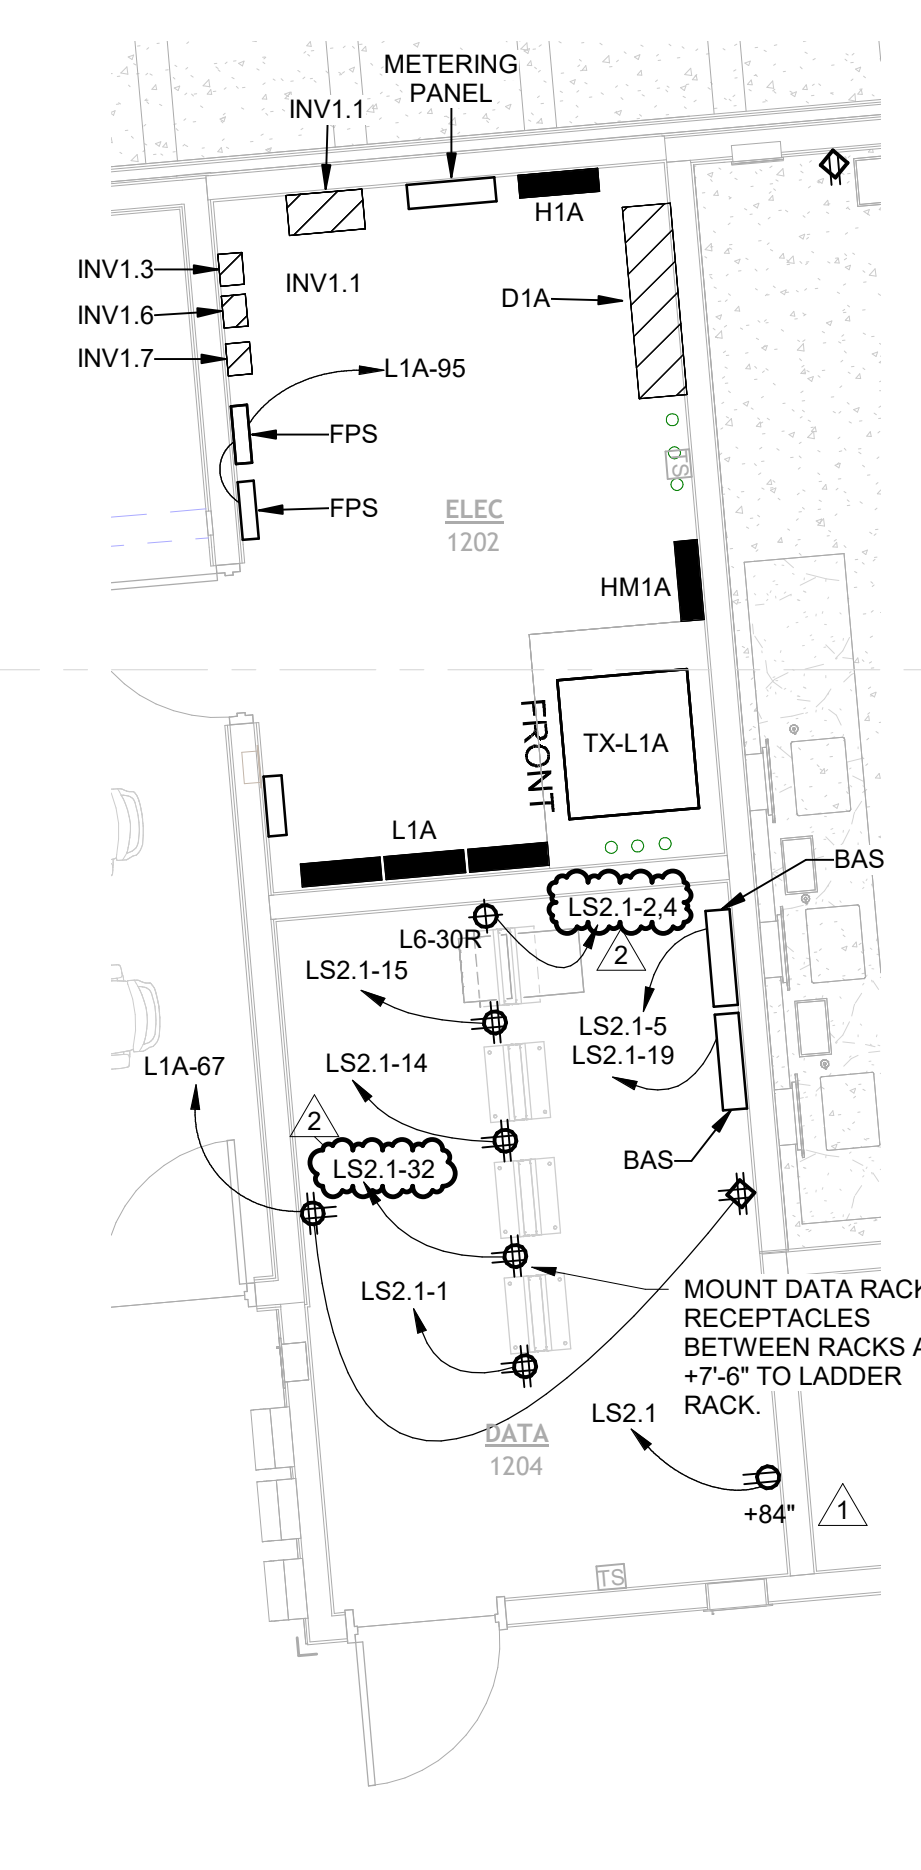 METERING
PANEL
INV1.1
H1A
INV1.3
INV1.1
D1A
INV1.6
INV1.7
L1A-95
FPS
TS
FPS
ELEC
1202
HM1A
FRONT
TX-L1A
L1A
BAS
LS2.1-2,4
L6-30R
2
LS2.1-15
LS2.1-5
LS2.1-19
LS2.1-14
L1A-67
2
LS2.1-32
BAS
LS2.1-1
MOUNT DATA RACK
RECEPTACLES
BETWEEN RACKS A
+7'-6" TO LADDER
RACK.
LS2.1
DATA
1204
+84"
1
TS